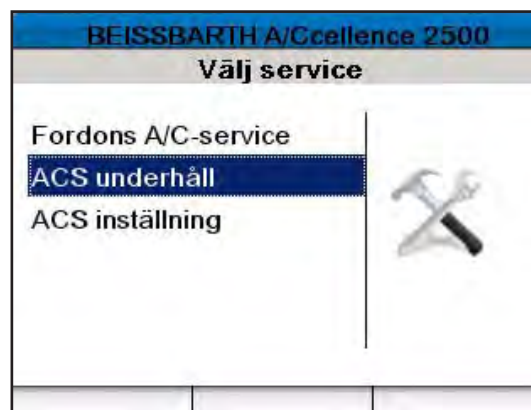 BEISSBARTH A/Ccellence 2500
Välj service
Fordons A/C-service
ACS underhåll
ACS inställning